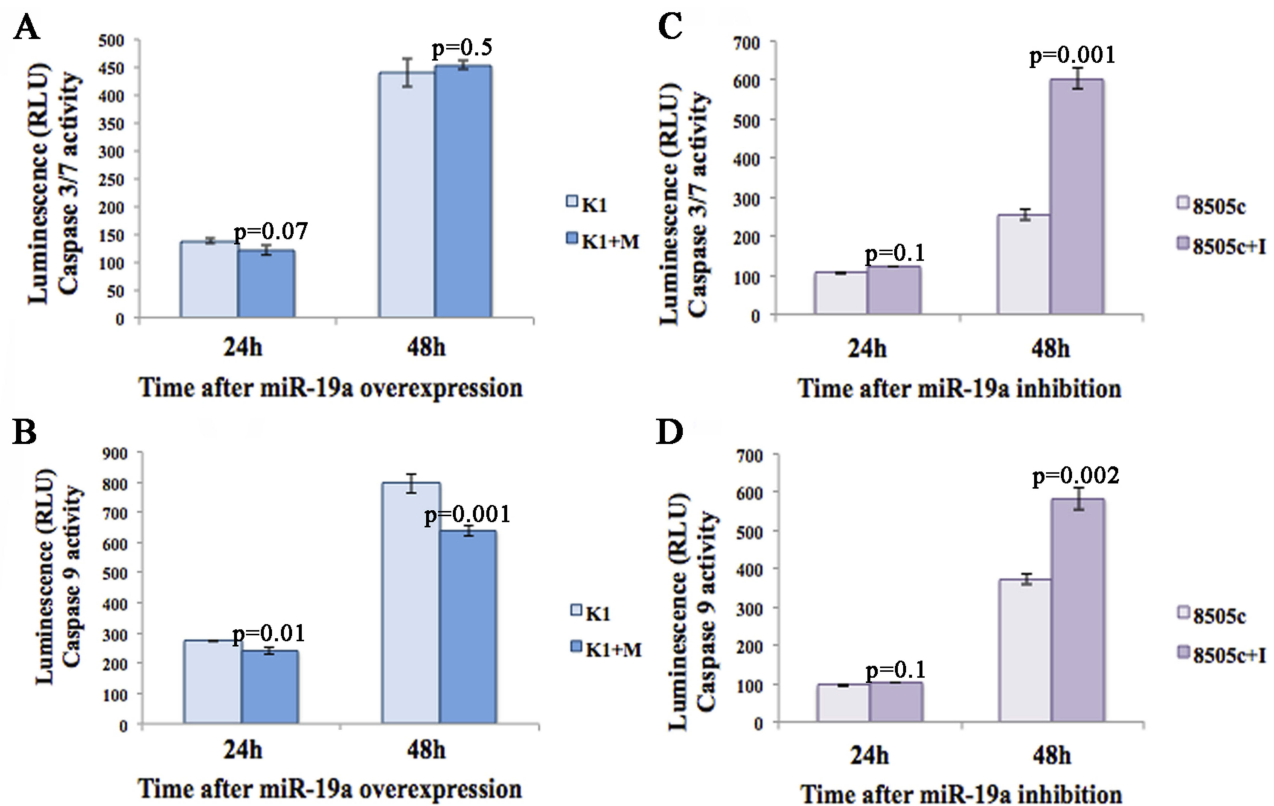 A
Luminescence (RLU)
Caspase 3/7 activity
500
450
400
350
300
250
200
150
100
50
0
p=0.07
p=0.5
24h
48h
Time after miR-19a overexpression
K1
K1+M
B
Luminescence (RLU)
Caspase 9 activity
900
800
700
600
500
400
300
200
100
0
p=0.01
p=0.001
24h
48h
Time after miR-19a overexpression
K1
K1+M
C
Luminescence (RLU)
Caspase 3/7 activity
700
600
500
400
300
200
100
0
p=0.1
p=0.001
24h
48h
Time after miR-19a inhibition
8505c
8505c+I
D
Luminescence (RLU)
Caspase 9 activity
700
600
500
400
300
200
100
0
p=0.1
p=0.002
24h
48h
Time after miR-19a inhibition
8505c
8505c+I